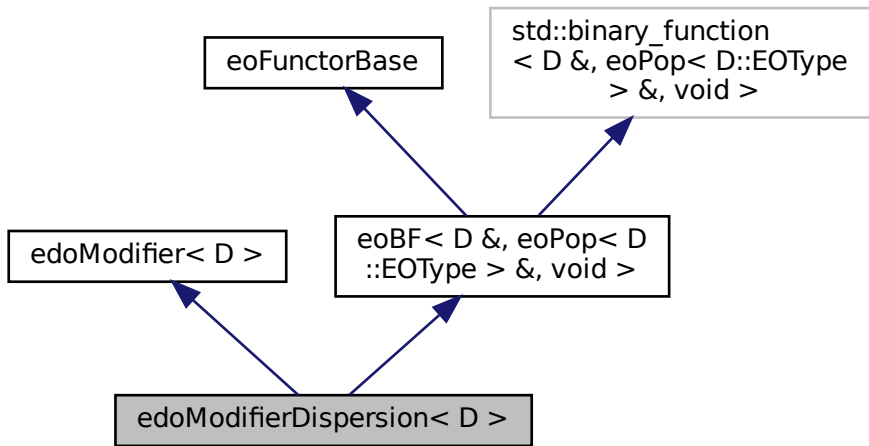 std::binary_function
< D &, eoPop< D::EOType
> &, void >
eoFunctorBase
edoModifier< D >
eoBF< D &, eoPop< D
::EOType > &, void >
edoModifierDispersion< D >